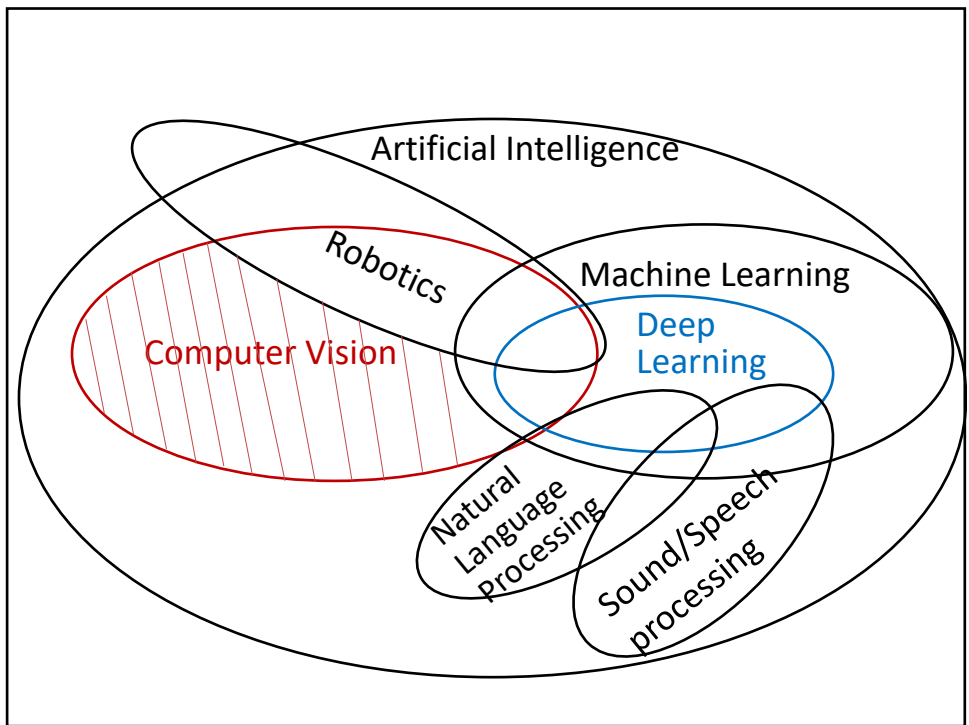 Artificial Intelligence
Robotics
Machine Learning
Computer Vision
Deep
Learning
Natural
Language
Processing
Sound/Speech
processing